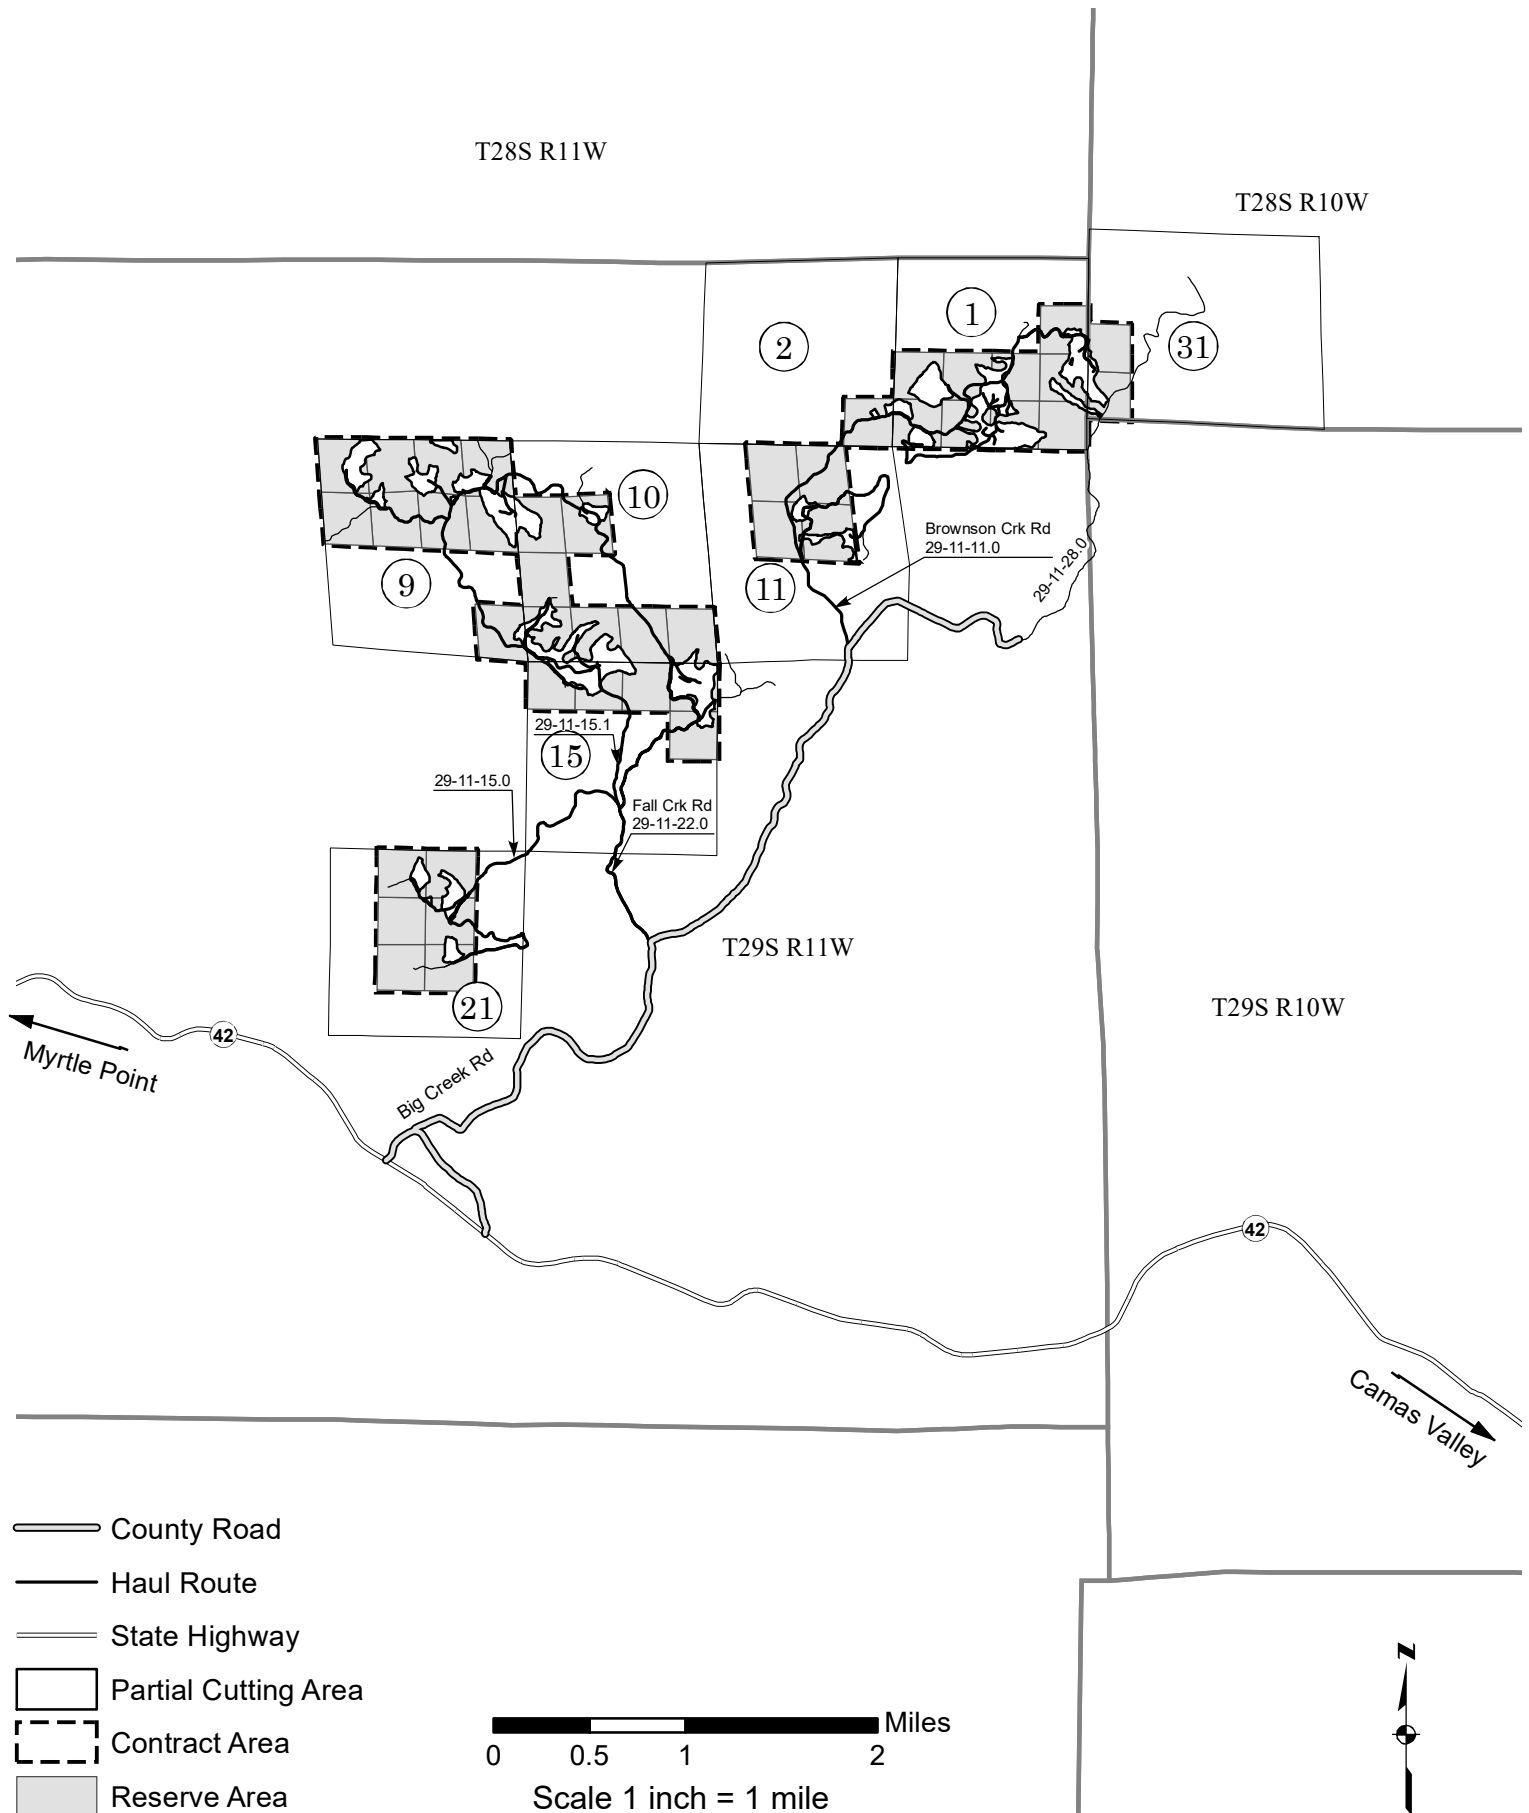 T28S R11W
T28S R10W
1
2
31
10
9
11
Brownson Crk Rd
29-11-11.0
29-11-28.0
29-11-15.1
15
29-11-15.0
Fall Crk Rd
29-11-22.0
T29S R11W
21
T29S R10W
42
Myrtle Point
Big Creek Rd
42
Camas Valley
County Road
Haul Route
State Highway
Partial Cutting Area
Contract Area
Reserve Area
Miles
0 0.5 1 2
Scale 1 inch = 1 mile
N